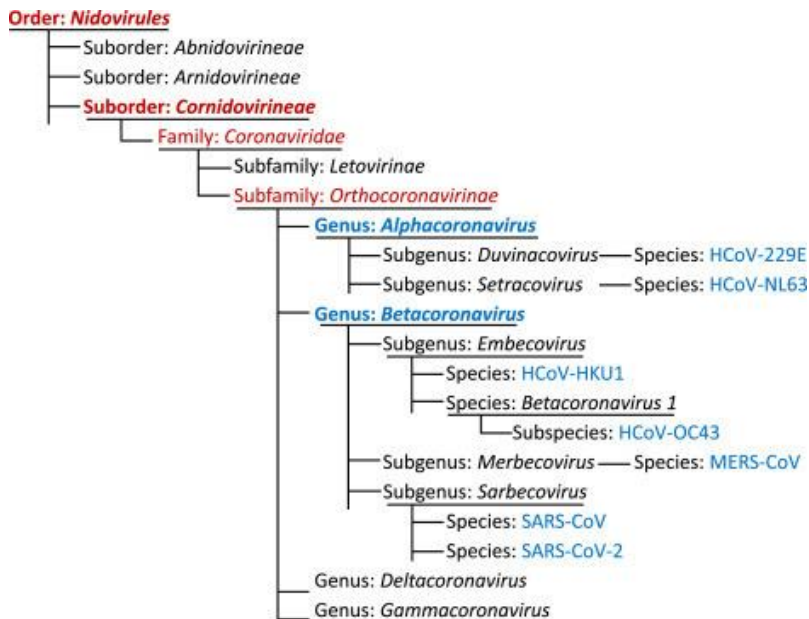 Order: Nidovirules
Suborder: Abnidovirineae
Suborder: Arnidovirineae
Suborder: Cornidovirineae
Family: Coronaviridae
Subfamily: Letovirinae
Subfamily: Orthocoronavirinae
Genus: Alphacoronavirus
Subgenus: Duvinacovirus Species: HCoV-229E
Subgenus: Setracovirus Species: HCoV-NL63
Genus: Betacoronavirus
Subgenus: Embecovirus
Species: HCoV-HKU1
Species: Betacoronavirus 1
Subspecies: HCoV-OC43
Subgenus: Merbecovirus Species: MERS-CoV
Subgenus: Sarbecovirus
Species: SARS-CoV
Species: SARS-CoV-2
Genus: Deltacoronavirus
Genus: Gammacoronavirus